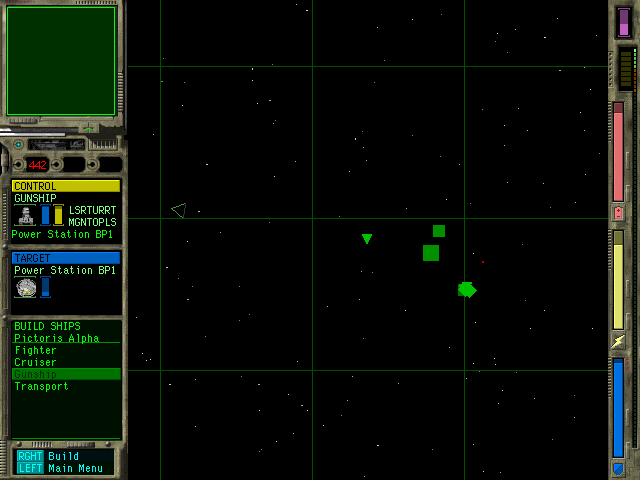 442
CONTROL
GUNSHIP
LSRTURRT
MGNTOPLS
Power Station BP1
TARGET
Power Station BP1
BUILD SHIPS
Pictoris Alpha
Fighter
Cruiser
Gunship
Transport
RGHT Build
LEFT Main Menu